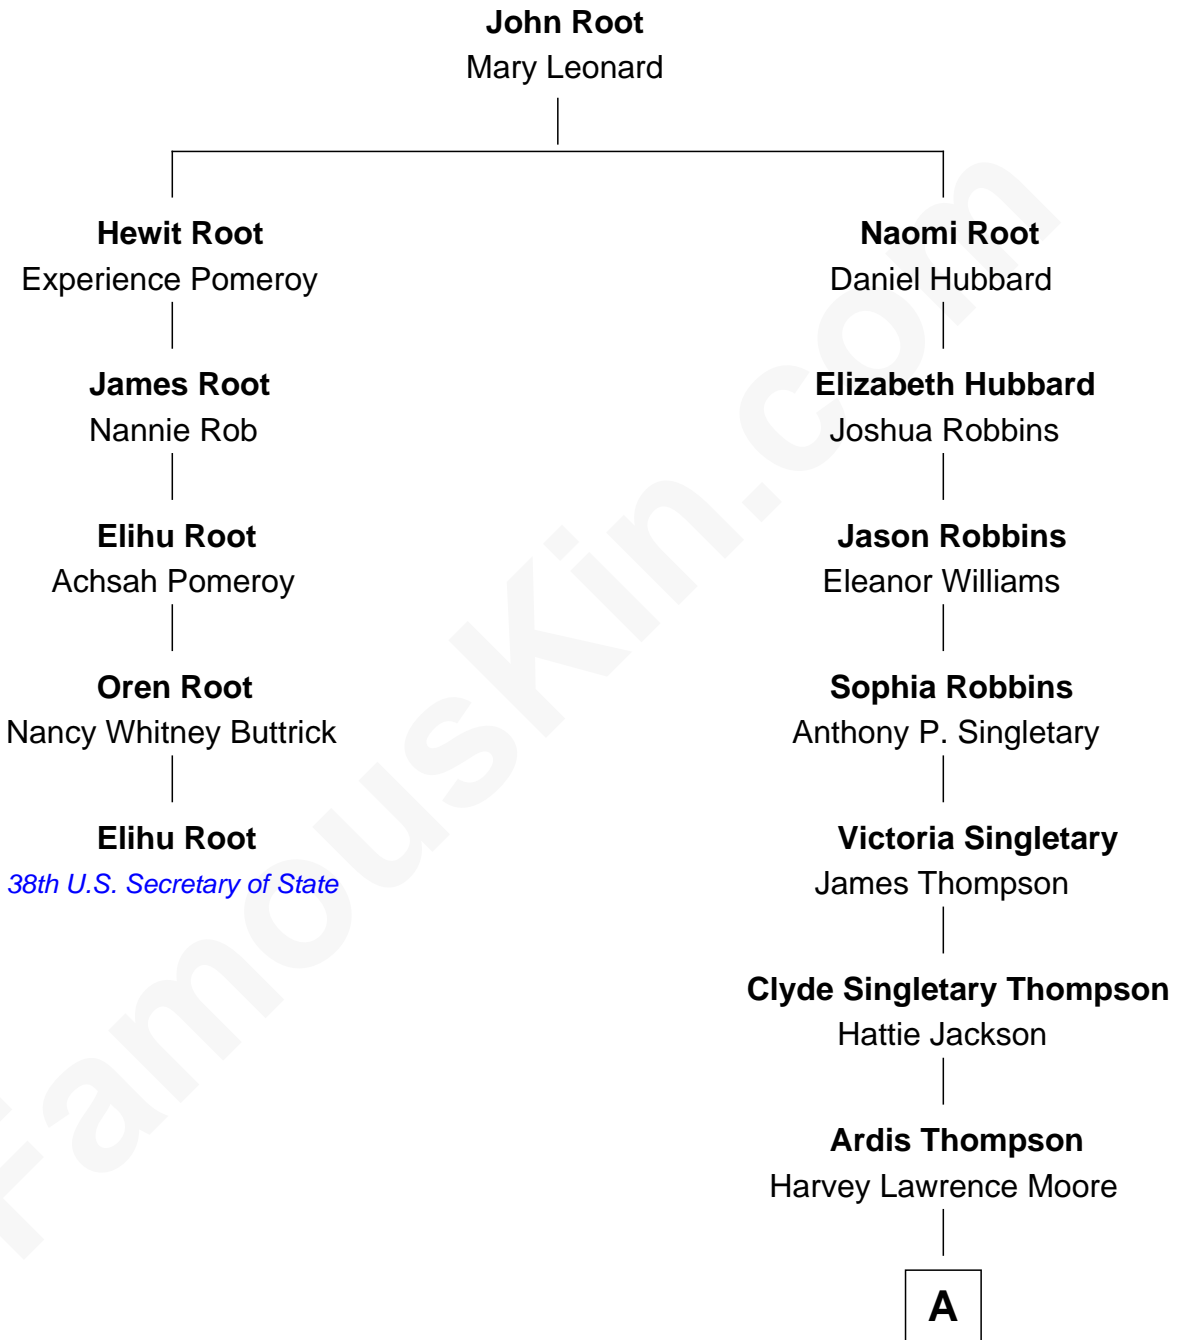 John Root
Mary Leonard
Hewit Root
Experience Pomeroy
James Root
Nannie Rob
Elihu Root
Achsah Pomeroy
Oren Root
Nancy Whitney Buttrick
Elihu Root
38th U.S. Secretary of State
Naomi Root
Daniel Hubbard
Elizabeth Hubbard
Joshua Robbins
Jason Robbins
Eleanor Williams
Sophia Robbins
Anthony P. Singletary
Victoria Singletary
James Thompson
Clyde Singletary Thompson
Hattie Jackson
Ardis Thompson
Harvey Lawrence Moore
A
FamousKin.com